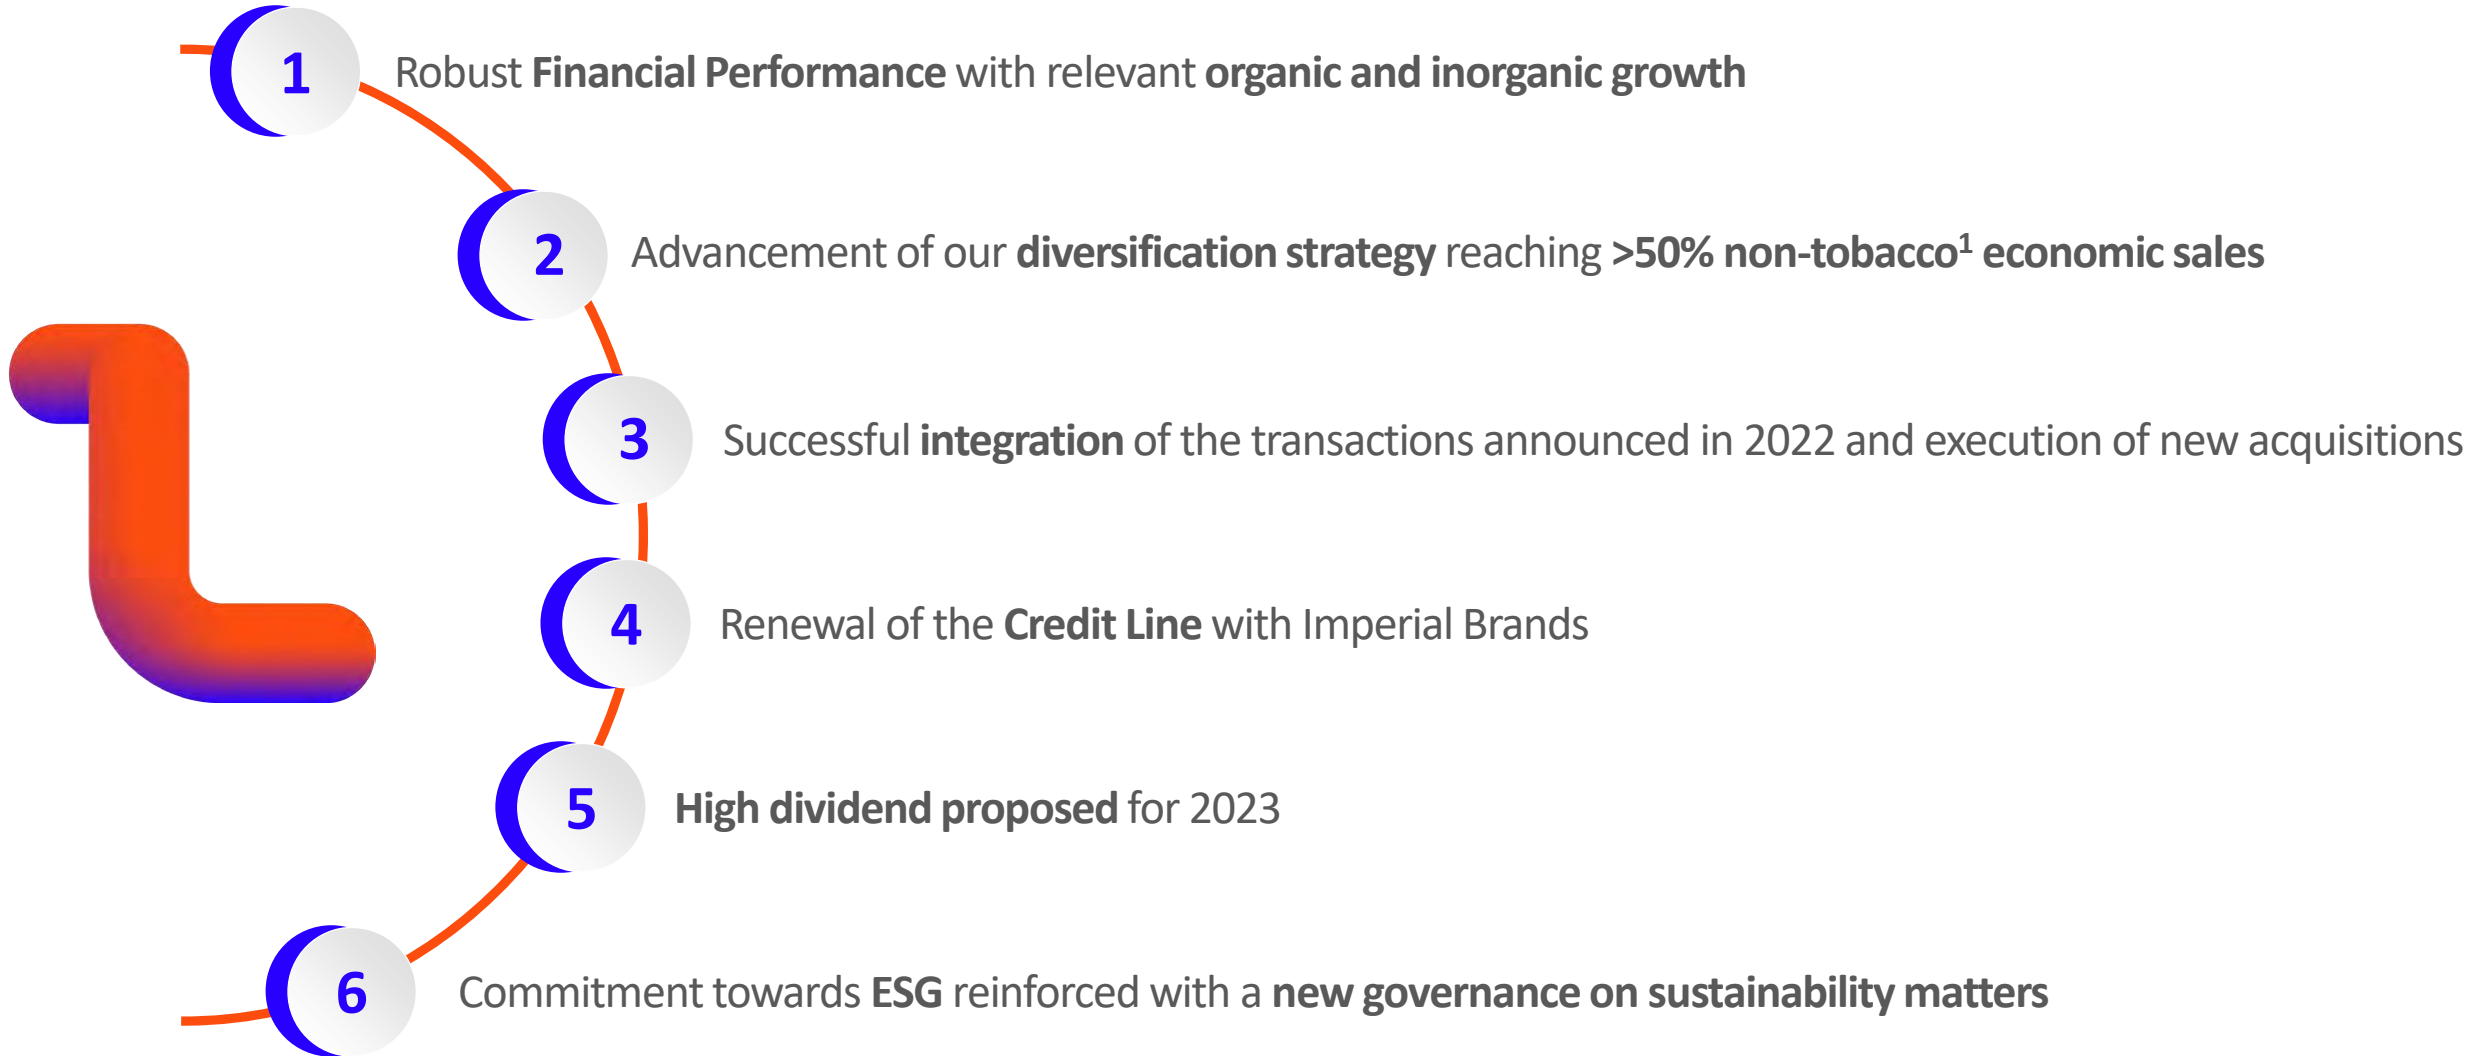 1 Robust Financial Performance with relevant organic and inorganic growth
2 Advancement of our diversification strategy reaching >50% non-tobacco¹ economic sales
3 Successful integration of the transactions announced in 2022 and execution of new acquisitions
4 Renewal of the Credit Line with Imperial Brands
5 High dividend proposed for 2023
6 Commitment towards ESG reinforced with a new governance on sustainability matters